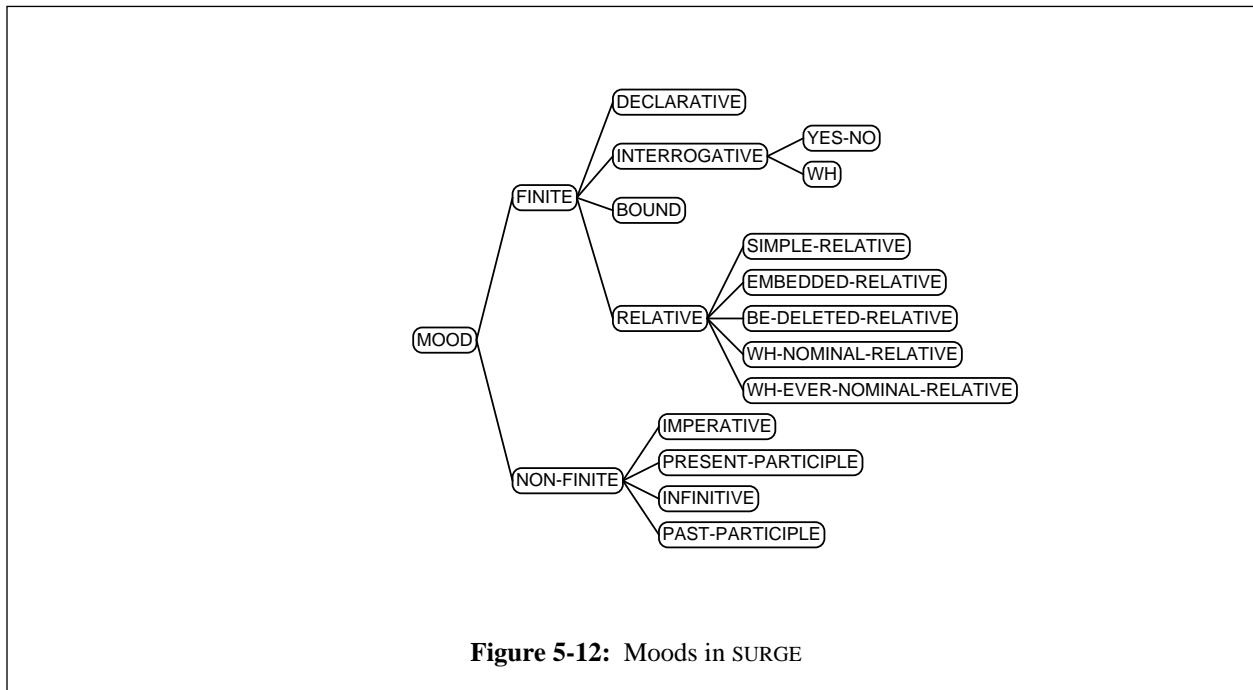 DECLARATIVE
YES-NO
INTERROGATIVE
WH
FINITE
BOUND
SIMPLE-RELATIVE
EMBEDDED-RELATIVE
RELATIVE
BE-DELETED-RELATIVE
MOOD
WH-NOMINAL-RELATIVE
WH-EVER-NOMINAL-RELATIVE
IMPERATIVE
PRESENT-PARTICIPLE
NON-FINITE
INFINITIVE
PAST-PARTICIPLE
Figure 5-12: Moods in SURGE